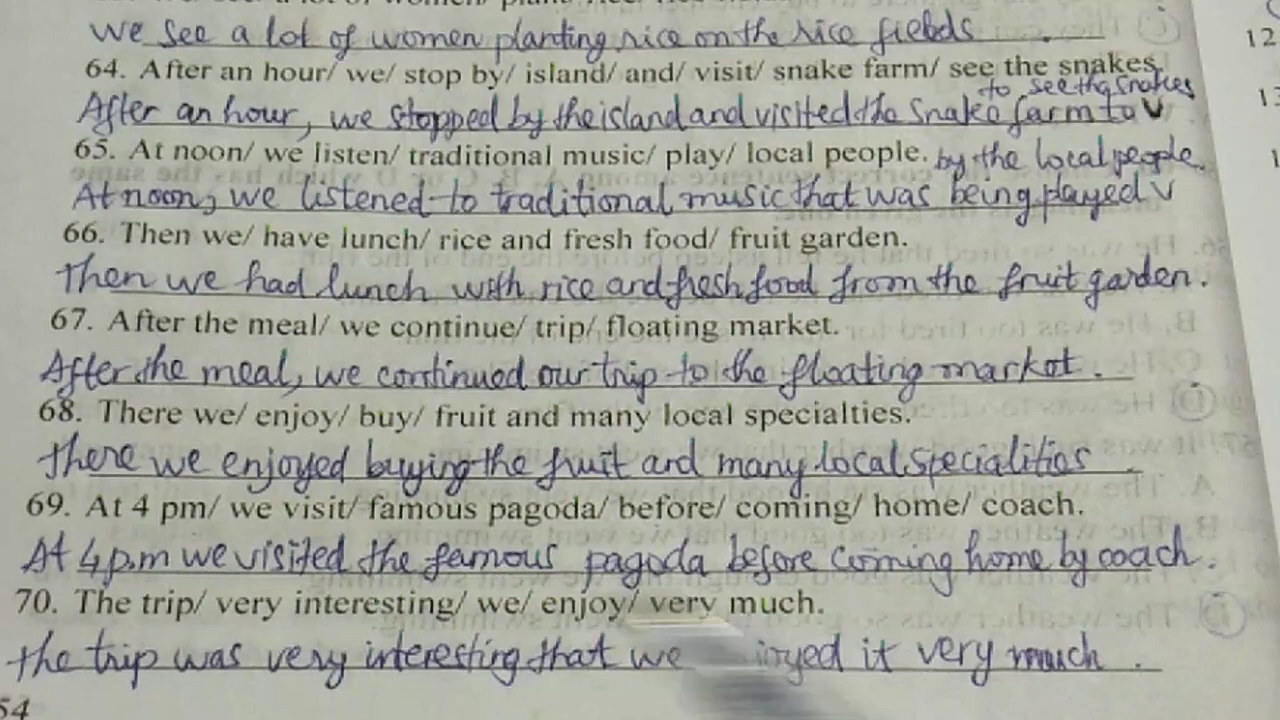 we see a lot of women planting rice on the rice fields .
64. After an hour/ we/ stop by/ island/ and/ visit/ snake farm/ see the snakes.
to see the snakes
After an hour, we stopped by the island and visited the snake farm to V
65. At noon/ we listen/ traditional music/ play/ local people. by the local people.
At noon, we listened to traditional music that was being played v
66. Then we/ have lunch/ rice and fresh food/ fruit garden.
Then we had lunch with rice and fresh food from the fruit garden.
67. After the meal/ we continue/ trip/ floating market.
After the meal, we continued our trip to the floating market.
68. There we/ enjoy/ buy/ fruit and many local specialties.
There we enjoyed buying the fruit and many local specialities .
69. At 4 pm/ we visit/ famous pagoda/ before/ coming/ home/ coach.
At 4 p.m we visited the famous pagoda before coming home by coach.
70. The trip/ very interesting/ we/ enjoy/ very much.
the trip was very interesting that we it very much .
54